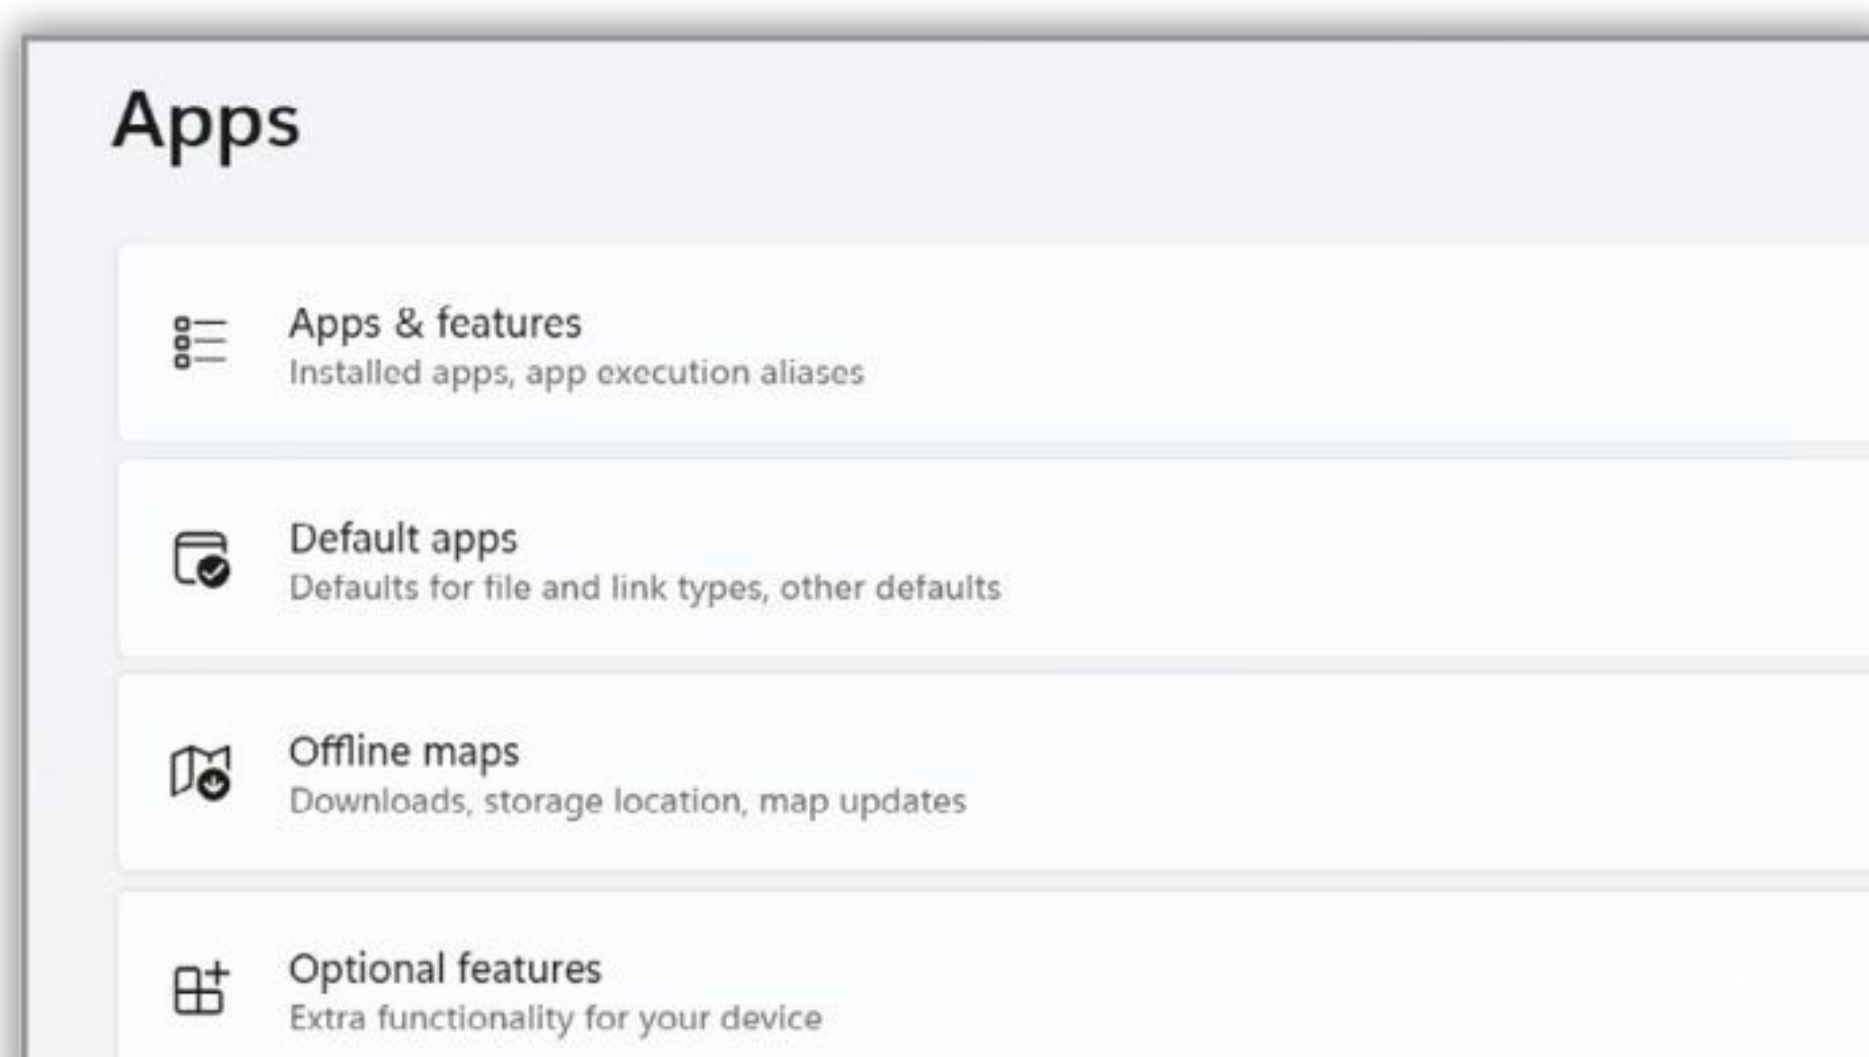 Apps
Apps & features
Installed apps, app execution aliases
Default apps
Defaults for file and link types, other defaults
Offline maps
Downloads, storage location, map updates
Optional features
Extra functionality for your device